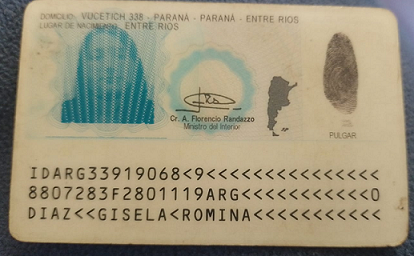 DOMICILIO: VUCETICH 338 - PARANÁ - PARANÁ - ENTRE RIOS
LUGAR DE NACIMIENTO: ENTRE RIOS
Cr. A. Florencio Randazzo
Ministro del Interior
PULGAR
IDARG33919068<9<<<<<<<<<<<<<<<
8807283F2801119ARG<<<<<<<<<<<0
DIAZ<<GISELA<ROMINA<<<<<<<<<<<